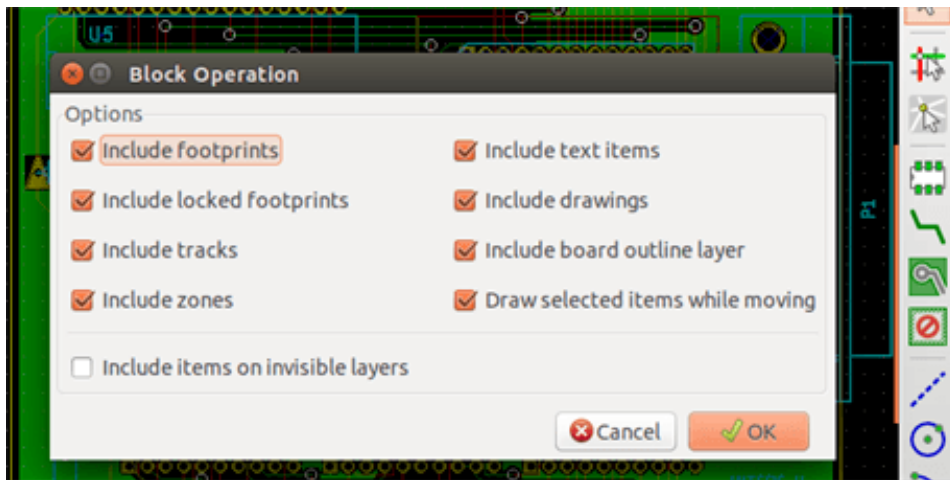 U5
Block Operation
Options
Include footprints
Include text items
Include locked footprints
Include drawings
Include tracks
Include board outline layer
Include zones
Draw selected items while moving
Include items on invisible layers
Cancel
OK
P1